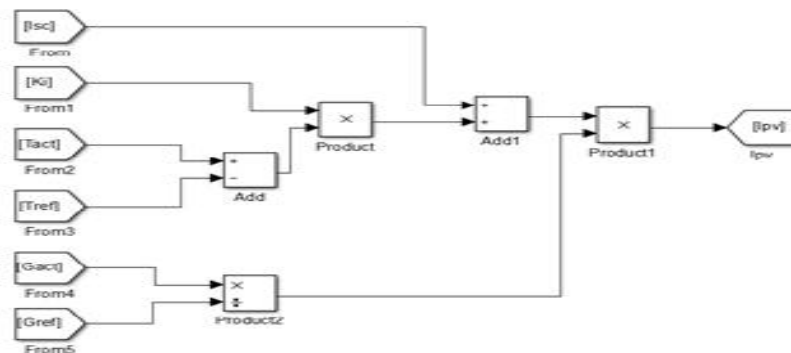 [Isc]
From
[Ki]
From1
[Tact]
From2
[Tref]
From3
[Gact]
From4
[Gref]
From5
+
−
Add
×
Product
+
+
Add1
×
÷
Product2
×
Product1
[Ipv]
Ipv